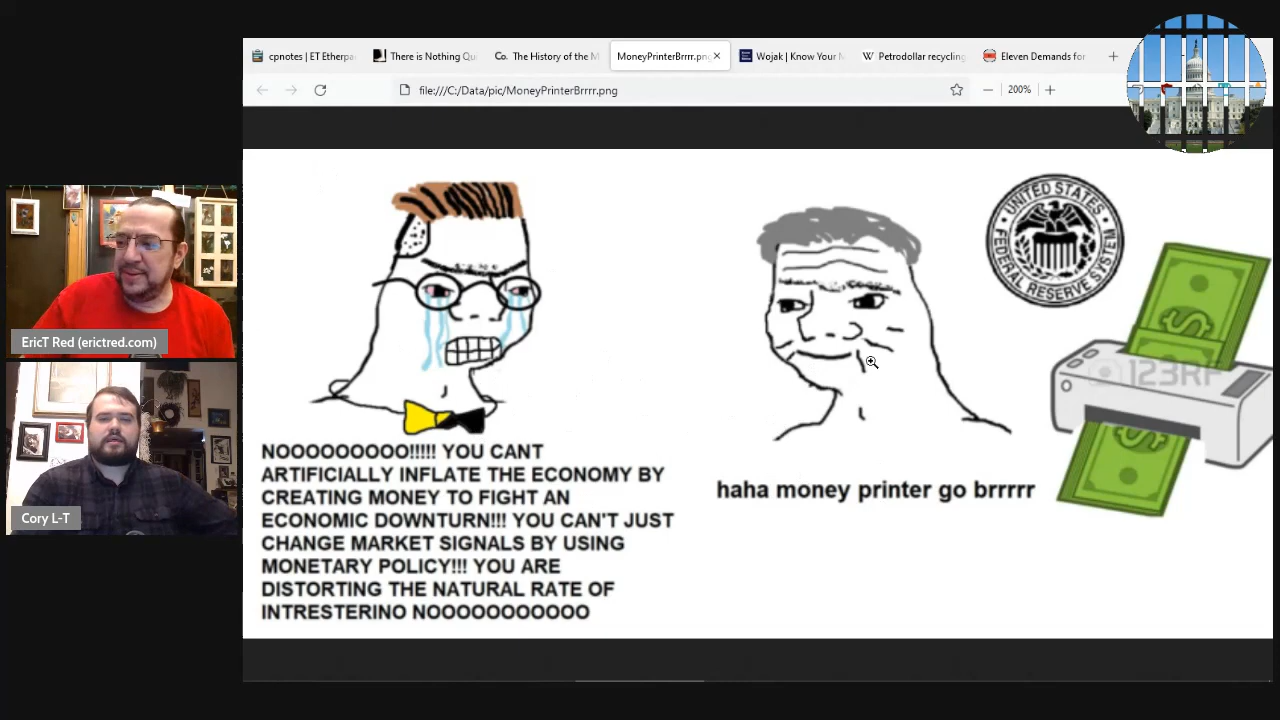 cpnotes | ET Etherpa
There is Nothing Qu
Co. The History of the M
MoneyPrinterBrrrr.png
Wojak | Know Your M
W Petrodollar recycling
Eleven Demands for
file:///C:/Data/pic/MoneyPrinterBrrrr.png
200%
UNITED STATES
FEDERAL RESERVE SYSTEM
123RF
EricT Red (erictred.com)
Cory L-T
NOOOOOOOOO!!!!! YOU CANT
ARTIFICIALLY INFLATE THE ECONOMY BY
CREATING MONEY TO FIGHT AN
ECONOMIC DOWNTURN!!! YOU CAN'T JUST
CHANGE MARKET SIGNALS BY USING
MONETARY POLICY!!! YOU ARE
DISTORTING THE NATURAL RATE OF
INTRESTERINO NOOOOOOOOOOO
haha money printer go brrrrr